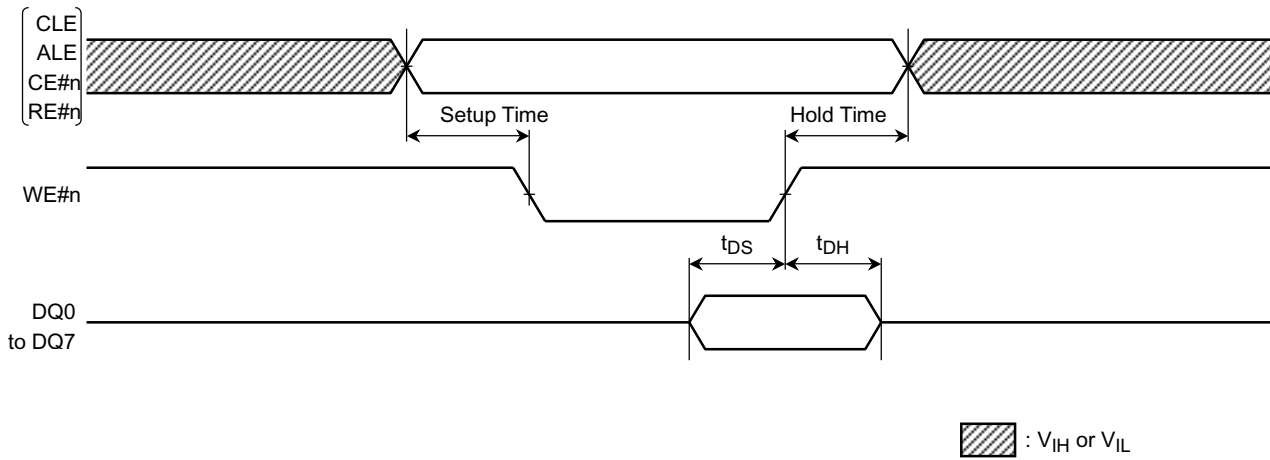 CLE
ALE
CE#n
RE#n
Setup Time
Hold Time
WE#n
tDS
tDH
DQ0
to DQ7
: VIH or VIL